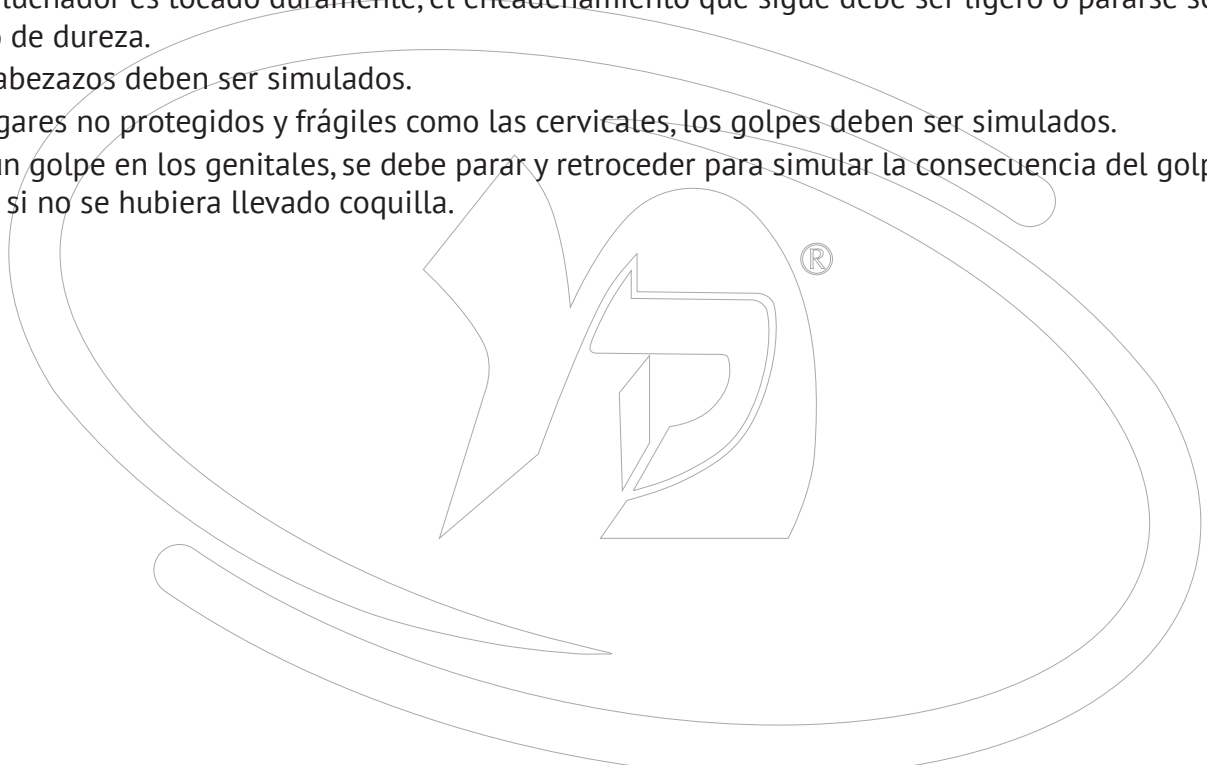 luchador es tocado duramente, el encadenamiento que sigue debe ser ligero o pararse
de dureza.
abezazos deben ser simulados.
gares no protegidos y frágiles como las cervicales, los golpes deben ser simulados.
un golpe en los genitales, se debe parar y retroceder para simular la consecuencia del golp
si no se hubiera llevado coquilla.
®